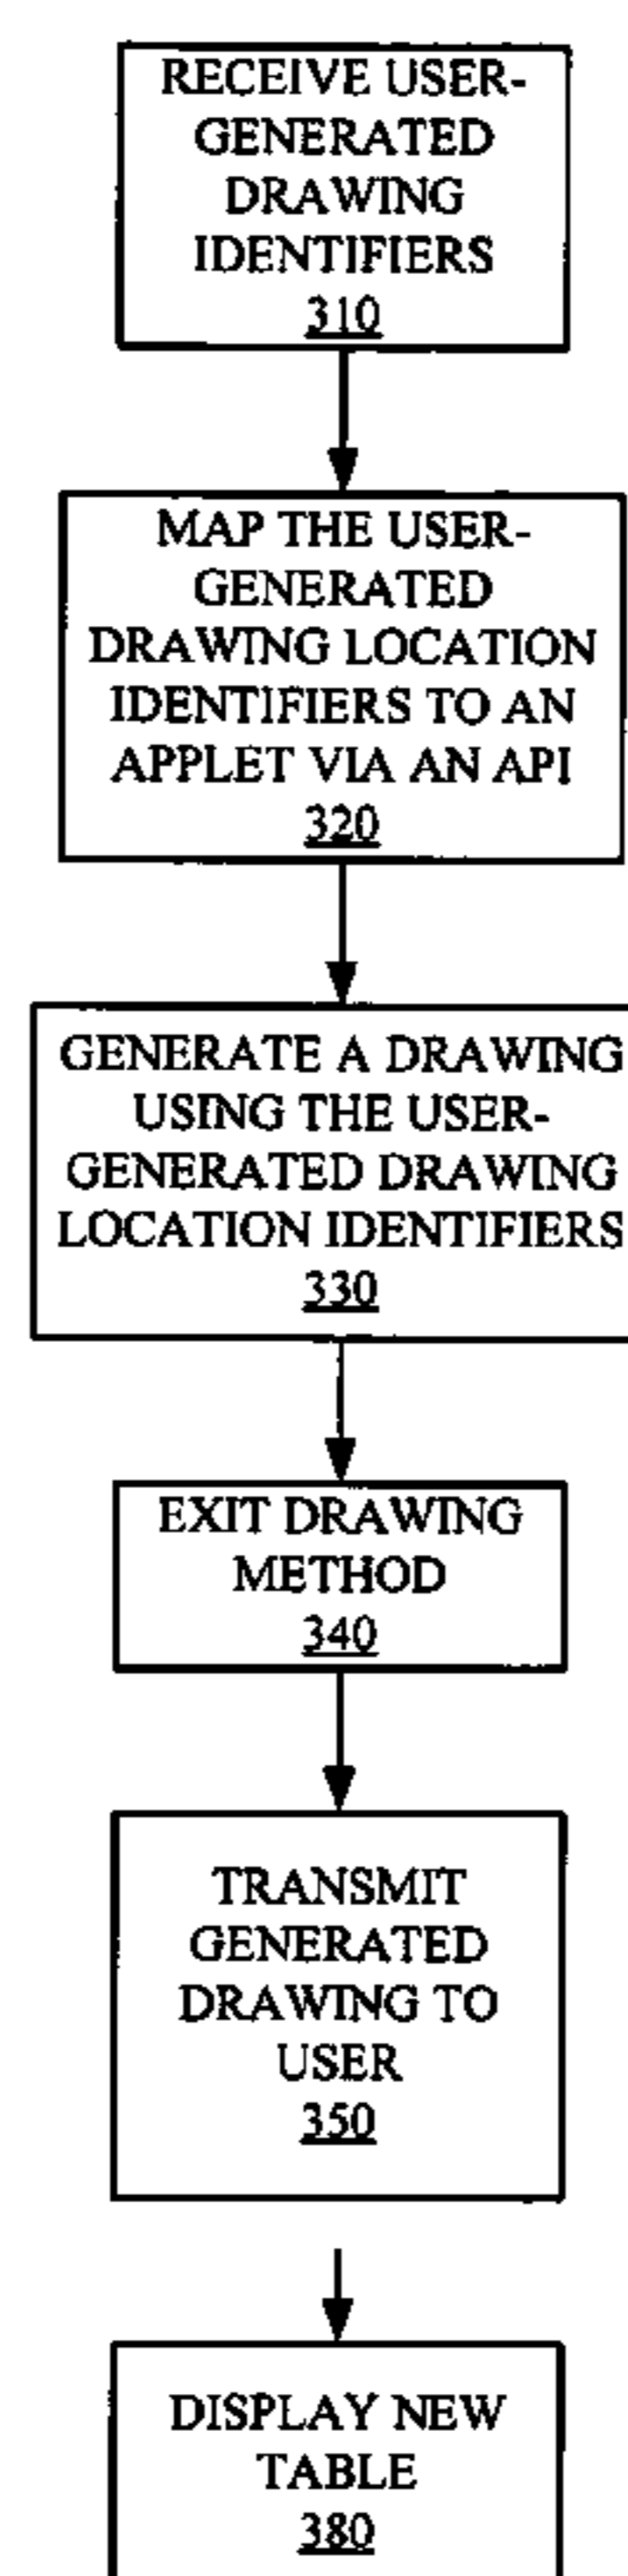 RECEIVE USER-
GENERATED
DRAWING
IDENTIFIERS
310
MAP THE USER-
GENERATED
DRAWING LOCATION
IDENTIFIERS TO AN
APPLET VIA AN API
320
GENERATE A DRAWING
USING THE USER-
GENERATED DRAWING
LOCATION IDENTIFIERS
330
EXIT DRAWING
METHOD
340
TRANSMIT
GENERATED
DRAWING TO
USER
350
DISPLAY NEW
TABLE
380